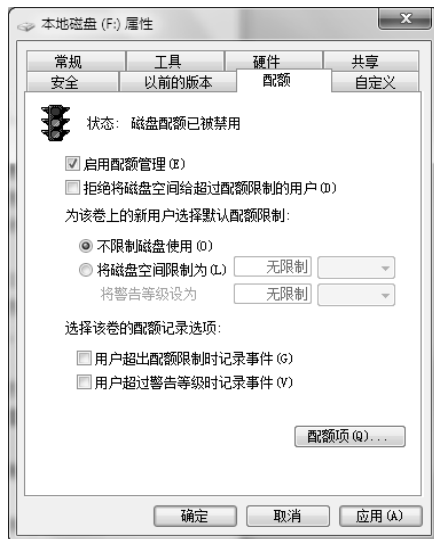 本地磁盘 (F:) 属性
常规 工具 硬件 共享
安全 以前的版本 配额 自定义
状态: 磁盘配额已被禁用
启用配额管理(E)
拒绝将磁盘空间给超过配额限制的用户(D)
为该卷上的新用户选择默认配额限制:
不限制磁盘使用(O)
将磁盘空间限制为(L) 无限制
将警告等级设为 无限制
选择该卷的配额记录选项:
用户超出配额限制时记录事件(G)
用户超过警告等级时记录事件(V)
配额项(Q)...
确定 取消 应用(A)